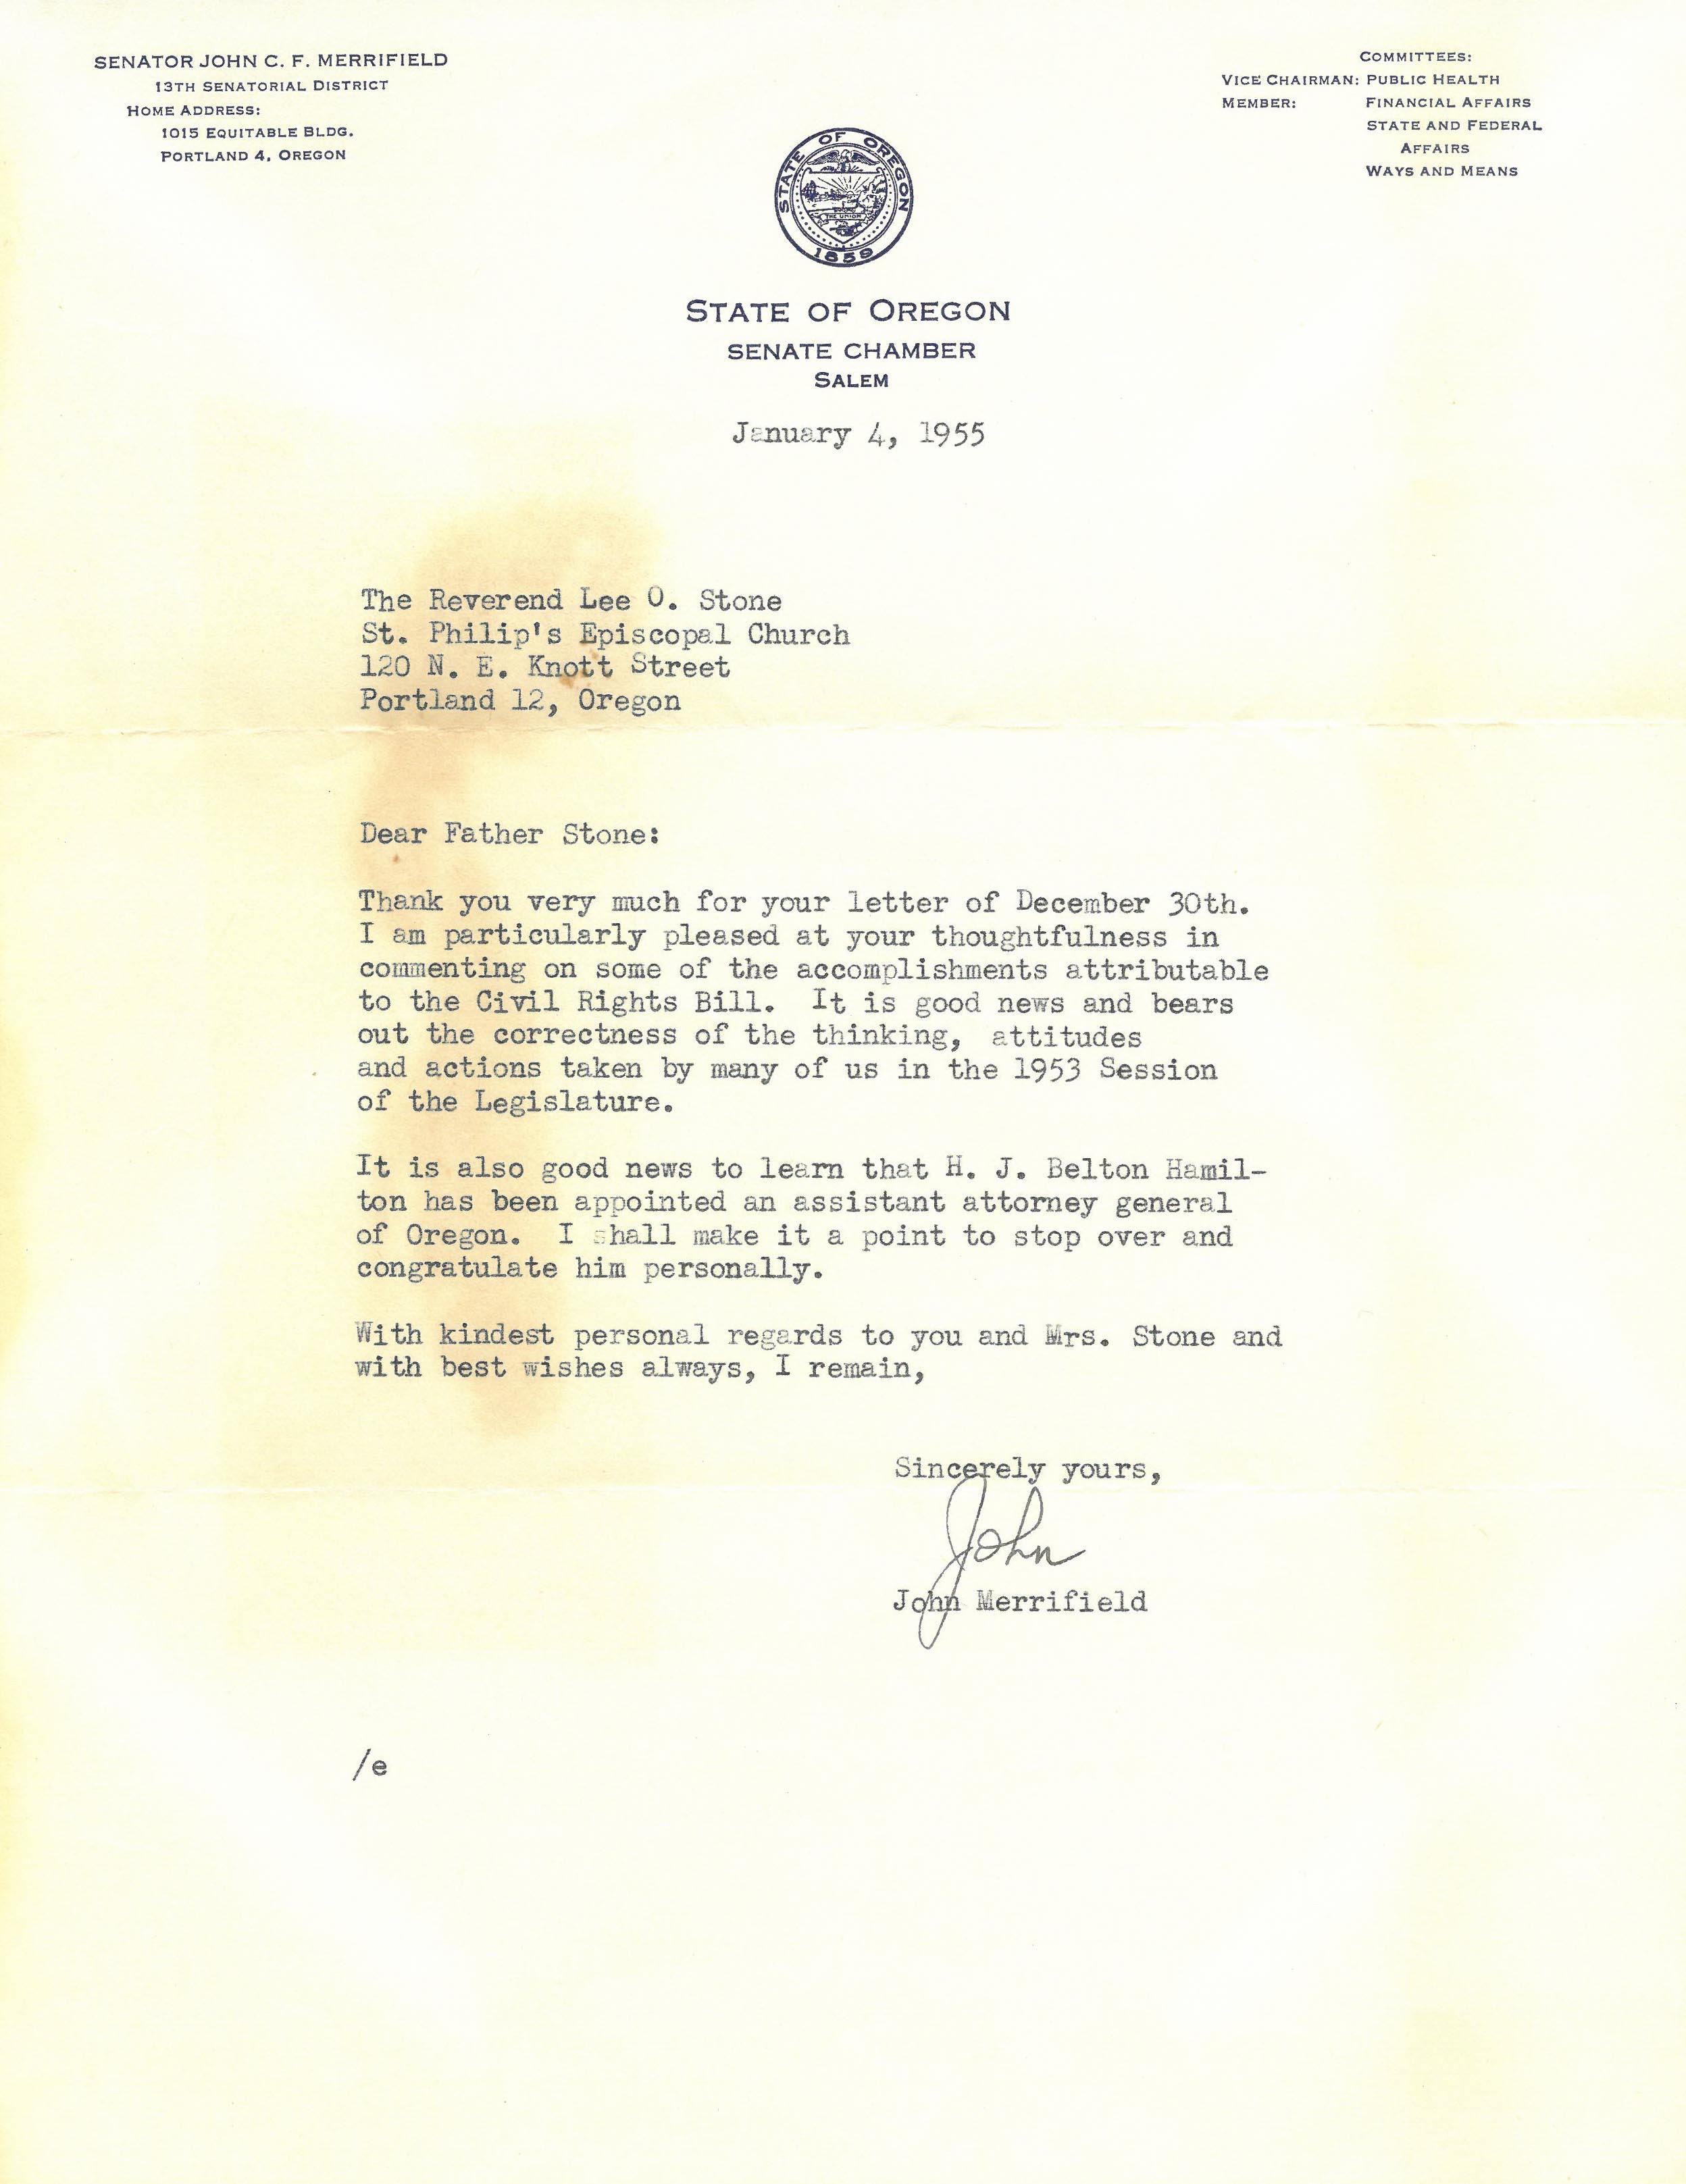 SENATOR JOHN C. F. MERRIFIELD
13TH SENATORIAL DISTRICT
HOME ADDRESS:
1015 EQUITABLE BLDG.
PORTLAND 4, OREGON
COMMITTEES:
VICE CHAIRMAN: PUBLIC HEALTH
MEMBER: FINANCIAL AFFAIRS
STATE AND FEDERAL
AFFAIRS
WAYS AND MEANS
STATE OF OREGON
THE UNION
1859
STATE OF OREGON
SENATE CHAMBER
SALEM
January 4, 1955
The Reverend Lee O. Stone
St. Philip's Episcopal Church
120 N. E. Knott Street
Portland 12, Oregon
Dear Father Stone:
Thank you very much for your letter of December 30th.
I am particularly pleased at your thoughtfulness in
commenting on some of the accomplishments attributable
to the Civil Rights Bill. It is good news and bears
out the correctness of the thinking, attitudes
and actions taken by many of us in the 1953 Session
of the Legislature.
It is also good news to learn that H. J. Belton Hamil-
ton has been appointed an assistant attorney general
of Oregon. I shall make it a point to stop over and
congratulate him personally.
With kindest personal regards to you and Mrs. Stone and
with best wishes always, I remain,
Sincerely yours,
John
John Merrifield
/e